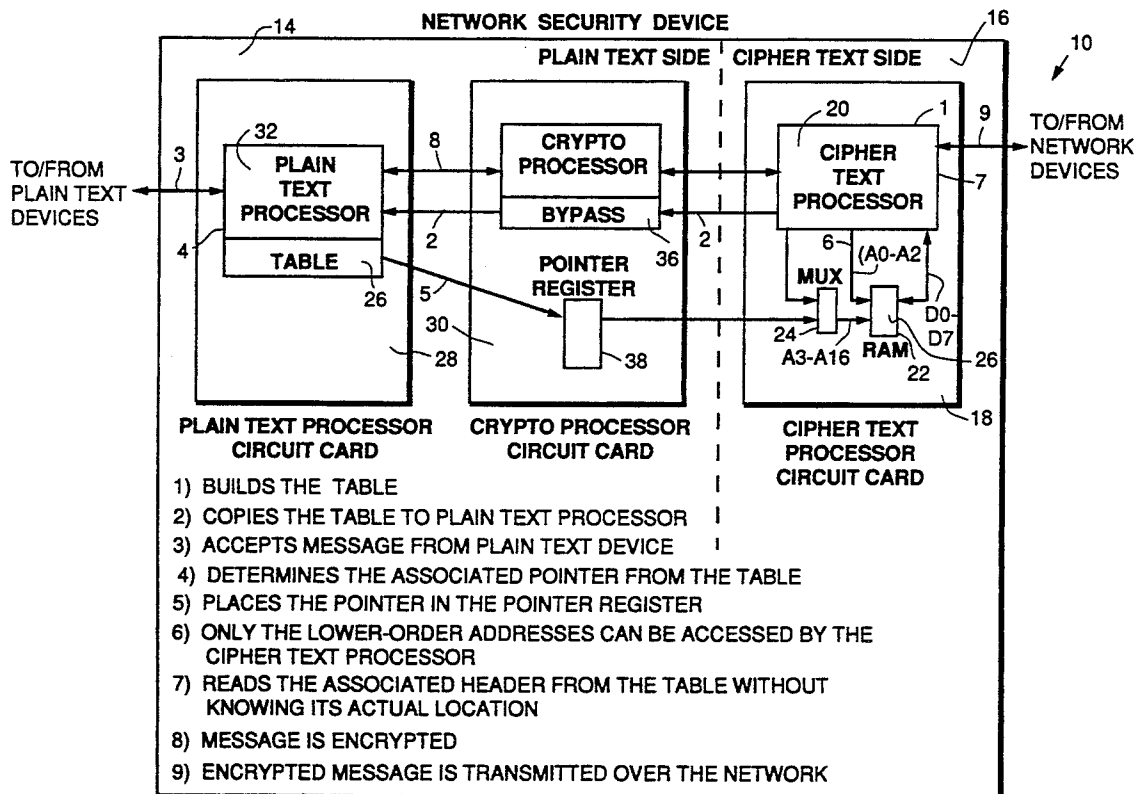 NETWORK SECURITY DEVICE
14
16
10
PLAIN TEXT SIDE
CIPHER TEXT SIDE
TO/FROM
PLAIN TEXT
DEVICES
3
32
PLAIN
TEXT
PROCESSOR
4
TABLE
26
28
8
2
5
CRYPTO
PROCESSOR
BYPASS
36
POINTER
REGISTER
30
38
2
20
1
CIPHER
TEXT
PROCESSOR
7
9
TO/FROM
NETWORK
DEVICES
6
(A0-A2
MUX
24
A3-A16
RAM
22
D0-
D7
26
18
PLAIN TEXT PROCESSOR
CIRCUIT CARD
CRYPTO PROCESSOR
CIRCUIT CARD
CIPHER TEXT
PROCESSOR
CIRCUIT CARD
1) BUILDS THE TABLE
2) COPIES THE TABLE TO PLAIN TEXT PROCESSOR
3) ACCEPTS MESSAGE FROM PLAIN TEXT DEVICE
4) DETERMINES THE ASSOCIATED POINTER FROM THE TABLE
5) PLACES THE POINTER IN THE POINTER REGISTER
6) ONLY THE LOWER-ORDER ADDRESSES CAN BE ACCESSED BY THE
CIPHER TEXT PROCESSOR
7) READS THE ASSOCIATED HEADER FROM THE TABLE WITHOUT
KNOWING ITS ACTUAL LOCATION
8) MESSAGE IS ENCRYPTED
9) ENCRYPTED MESSAGE IS TRANSMITTED OVER THE NETWORK